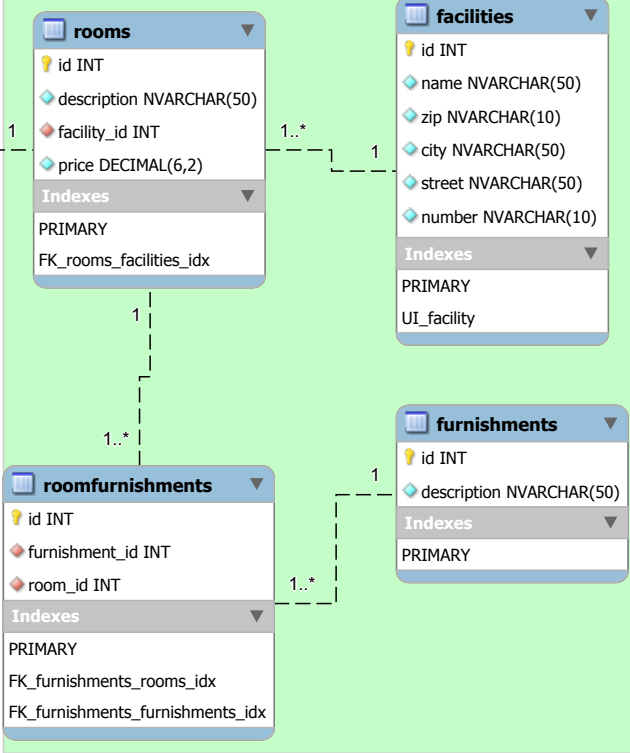 rooms
id INT
description NVARCHAR(50)
facility_id INT
price DECIMAL(6,2)
Indexes
PRIMARY
FK_rooms_facilities_idx
1
1..*
1
facilities
id INT
name NVARCHAR(50)
zip NVARCHAR(10)
city NVARCHAR(50)
street NVARCHAR(50)
number NVARCHAR(10)
Indexes
PRIMARY
UI_facility
1
1..*
roomfurnishments
id INT
furnishment_id INT
room_id INT
Indexes
PRIMARY
FK_furnishments_rooms_idx
FK_furnishments_furnishments_idx
1..*
1
furnishments
id INT
description NVARCHAR(50)
Indexes
PRIMARY